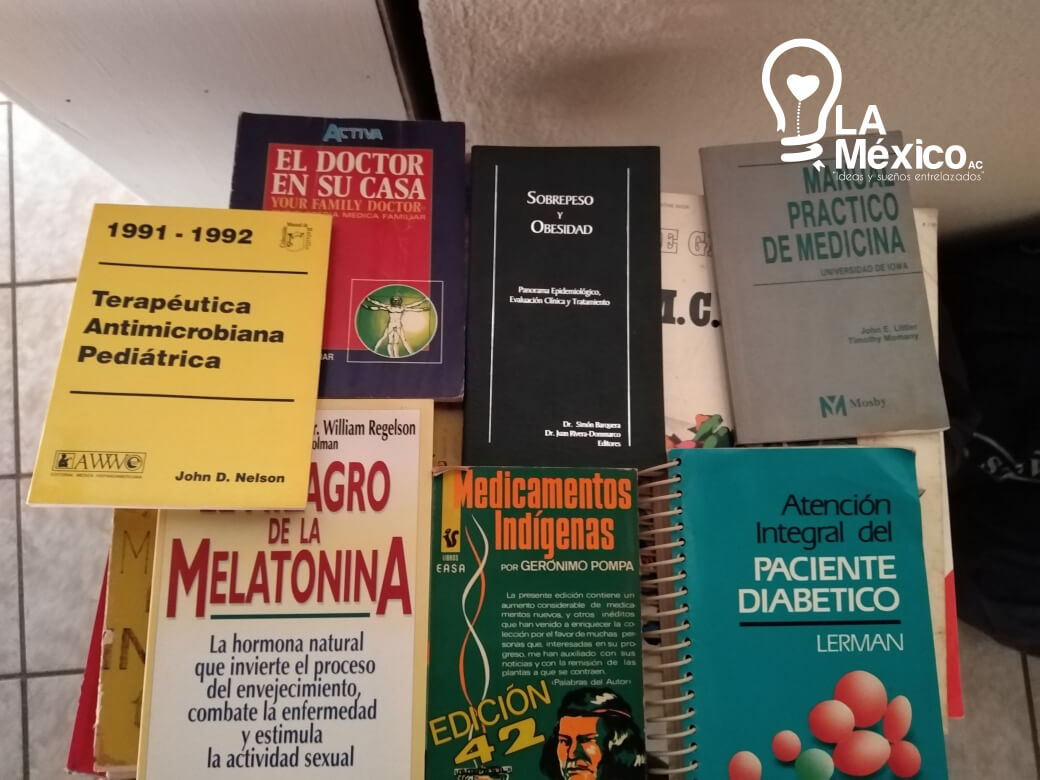 LA
México AC
"Ideas y sueños entrelazados"
ACTIVA
EL DOCTOR
EN SU CASA
YOUR FAMILY DOCTOR
MEDICA FAMILIAR
1991 - 1992
Terapéutica
Antimicrobiana
Pediátrica
AWWE
EDITORIAL MEDICA HISPANOAMERICANA
John D. Nelson
SOBREPESO
Y
OBESIDAD
Panorama Epidemiológico,
Evaluación Clínica y Tratamiento
Dr. Simón Barquera
Dr. Juan Rivera-Dommarco
Editores
MANUAL
PRACTICO
DE MEDICINA
UNIVERSIDAD DE IOWA
John E. Littler
Timothy Momany
Mosby
William Regelson
MILAGRO
DE LA
MELATONINA
La hormona natural
que invierte el proceso
del envejecimiento,
combate la enfermedad
y estimula
la actividad sexual
Medicamentos
Indígenas
LIBROS
EASA
POR GERÓNIMO POMPA
La presente edición contiene un
aumento considerable de medica
mentos nuevos, y otros inéditos
que han venido a enriquecer la co
lección por el favor de muchas per
sonas que, interesadas en su pro
greso, me han auxiliado con sus
noticias y con la remisión de las
plantas a que se contraen.
(Palabras del Autor)
EDICIÓN
42
Atención
Integral del
PACIENTE
DIABETICO
LERMAN